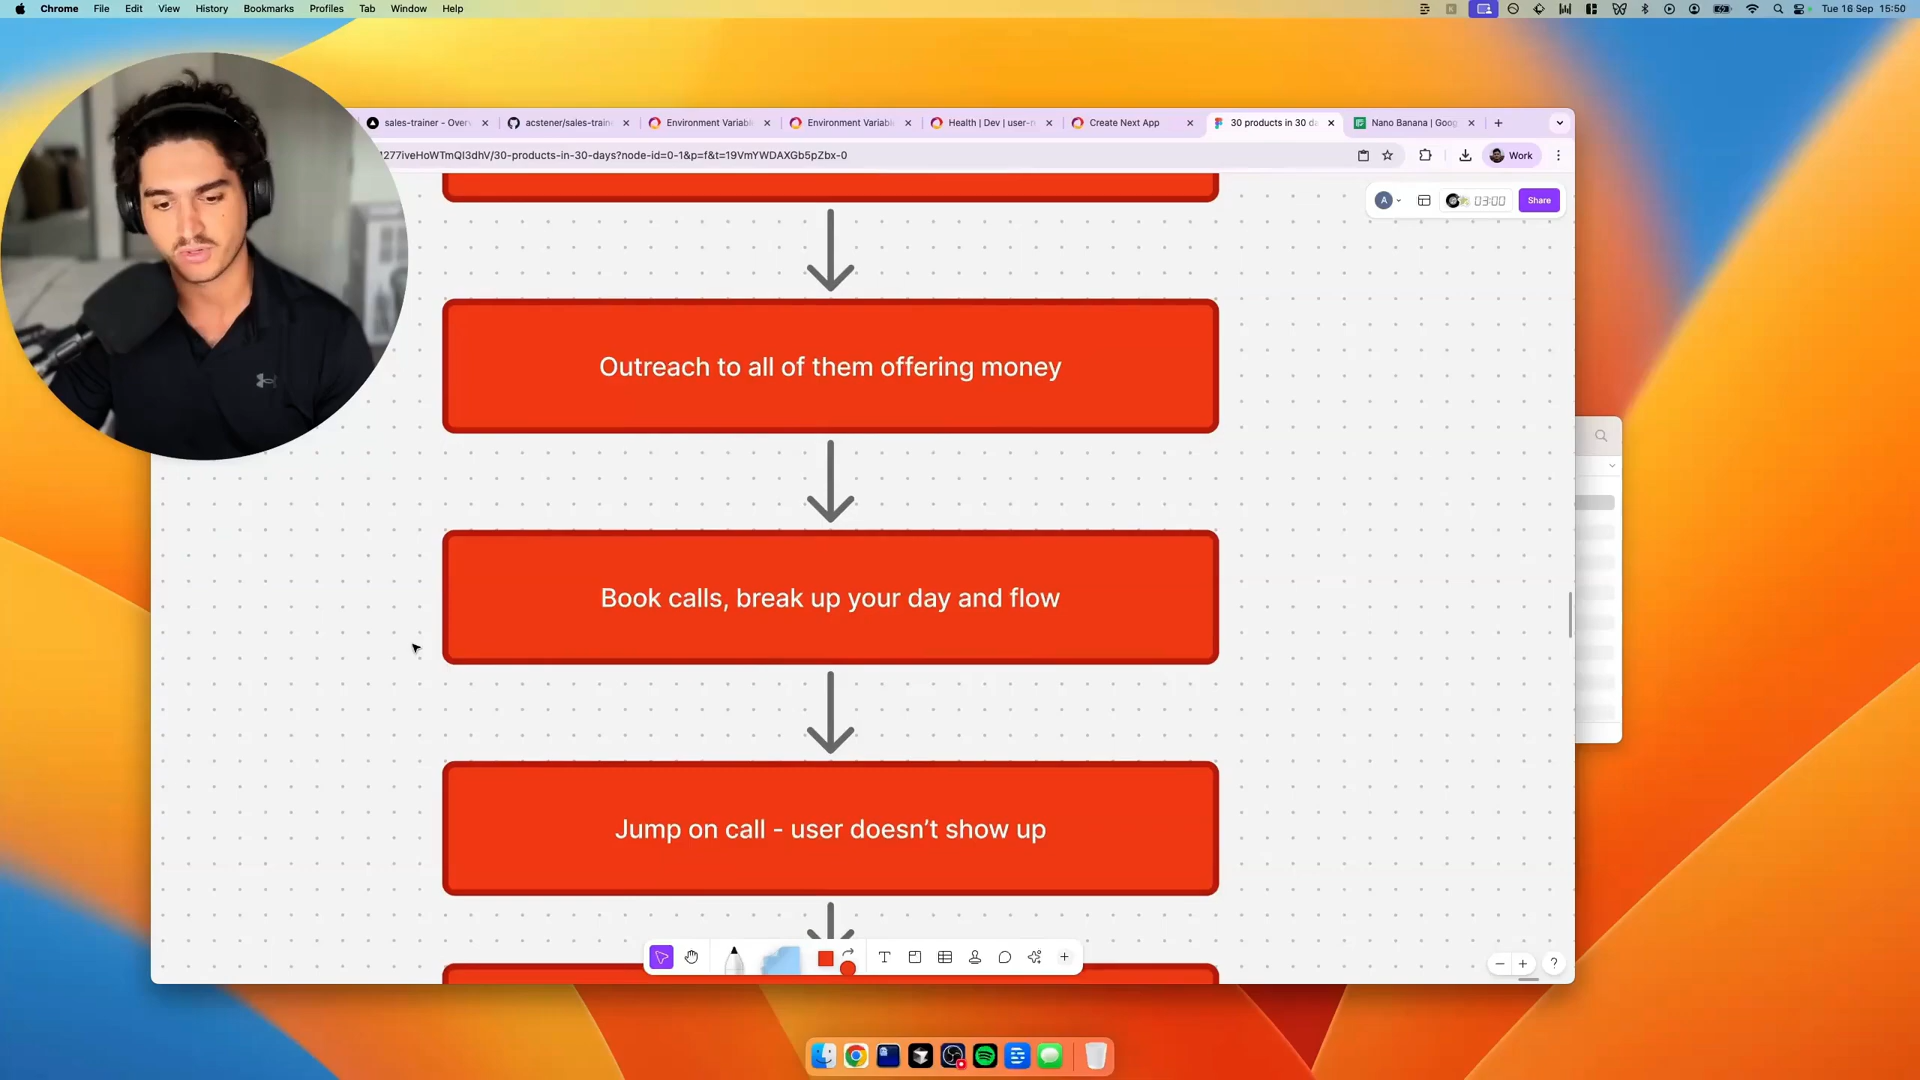 Chrome File Edit View History Bookmarks Profiles Tab Window Help
Tue 16 Sep 15:50
sales-trainer - Over
acstener/sales-train
Environment Variabl
Environment Variabl
Health | Dev | user-n
Create Next App
30 products in 30 da
Nano Banana | Goog
277iveHoWTmQI3dhV/30-products-in-30-days?node-id=0-1&p=f&t=19VmYWDAXGb5pZbx-0
Work
A
03:00
Share
Outreach to all of them offering money
Book calls, break up your day and flow
Jump on call - user doesn’t show up